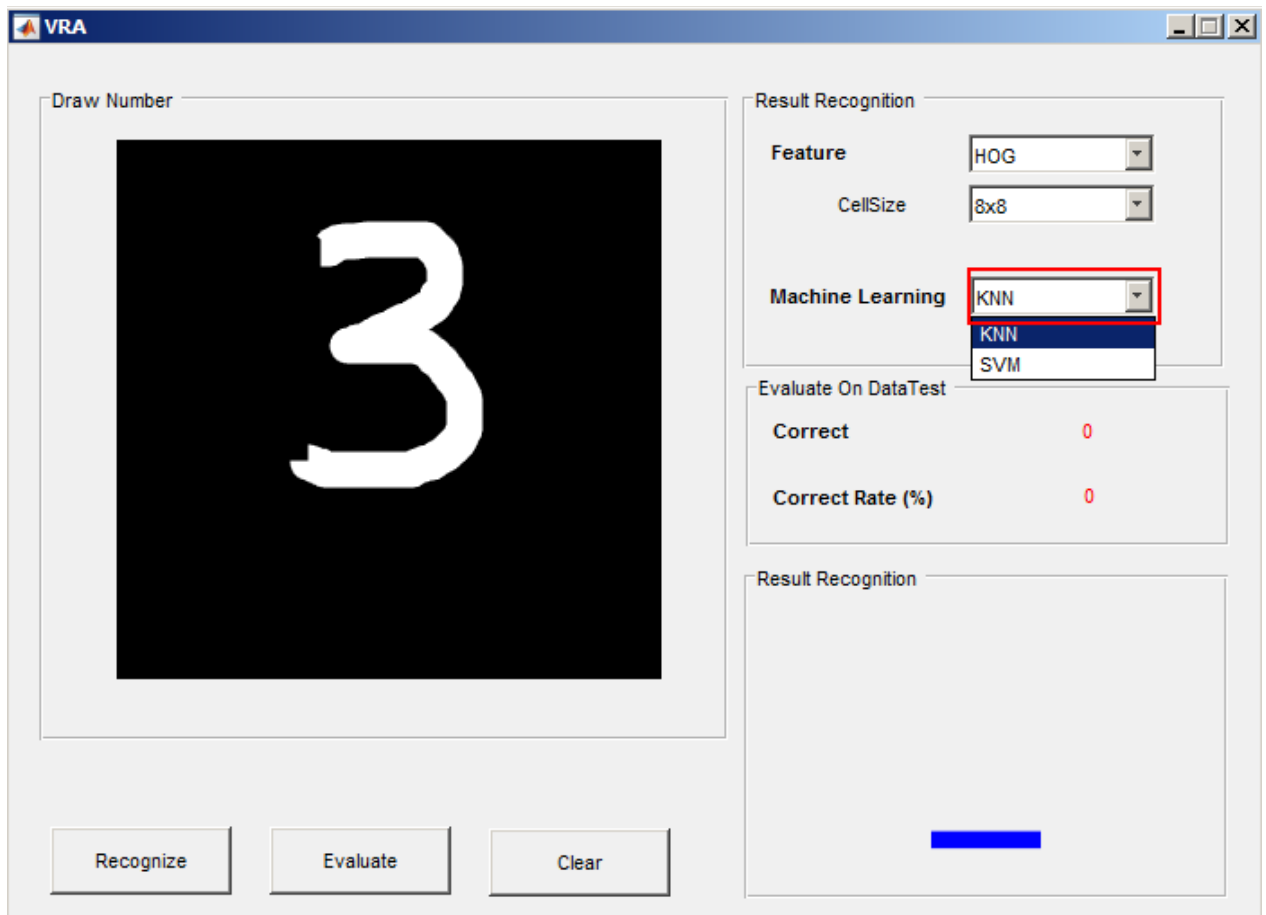 VRA
Draw Number
3
Result Recognition
Feature
HOG
CellSize
8x8
Machine Learning
KNN
KNN
SVM
Evaluate On DataTest
Correct
0
Correct Rate (%)
0
Result Recognition
Recognize
Evaluate
Clear